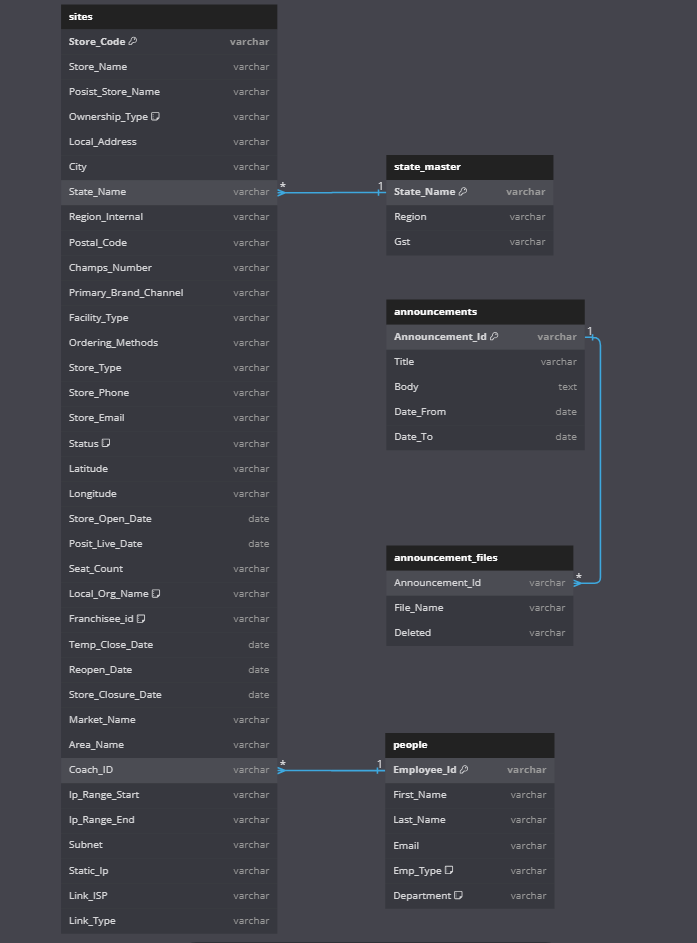 sites
Store_Code varchar
Store_Name varchar
Posist_Store_Name varchar
Ownership_Type varchar
Local_Address varchar
City varchar
State_Name varchar
Region_Internal varchar
Postal_Code varchar
Champs_Number varchar
Primary_Brand_Channel varchar
Facility_Type varchar
Ordering_Methods varchar
Store_Type varchar
Store_Phone varchar
Store_Email varchar
Status varchar
Latitude varchar
Longitude varchar
Store_Open_Date date
Posit_Live_Date date
Seat_Count varchar
Local_Org_Name varchar
Franchisee_id varchar
Temp_Close_Date date
Reopen_Date date
Store_Closure_Date date
Market_Name varchar
Area_Name varchar
Coach_ID varchar
Ip_Range_Start varchar
Ip_Range_End varchar
Subnet varchar
Static_Ip varchar
Link_ISP varchar
Link_Type varchar
* 1
state_master
State_Name varchar
Region varchar
Gst varchar
announcements
Announcement_Id varchar 1
Title varchar
Body text
Date_From date
Date_To date
announcement_files
Announcement_Id varchar *
File_Name varchar
Deleted varchar
* 1
people
Employee_Id varchar
First_Name varchar
Last_Name varchar
Email varchar
Emp_Type varchar
Department varchar